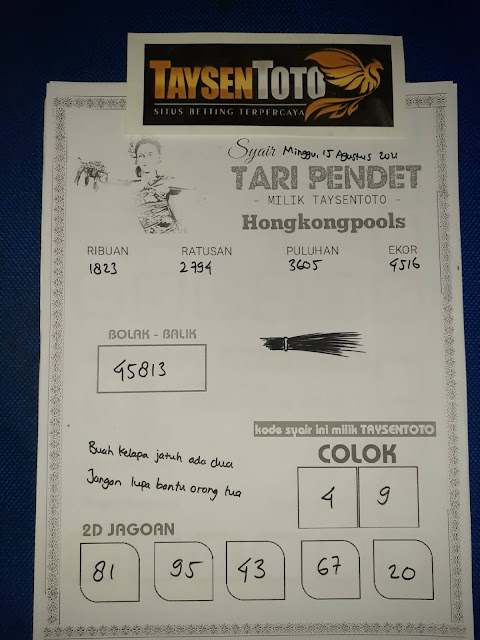 TAYSENTOTO
SITUS BETTING TERPERCAYA
Syair Minggu, 15 Agustus 2021
TARI PENDET
- MILIK TAYSENTOTO -
Hongkongpools
RIBUAN RATUSAN PULUHAN EKOR
1823 2794 3605 4516
BOLAK - BALIK
45813
kode syair ini milik TAYSENTOTO
Buah kelapa jatuh ada dua
Jangan lupa bantu orang tua
COLOK
4 9
2D JAGOAN
81 95 43 67 20